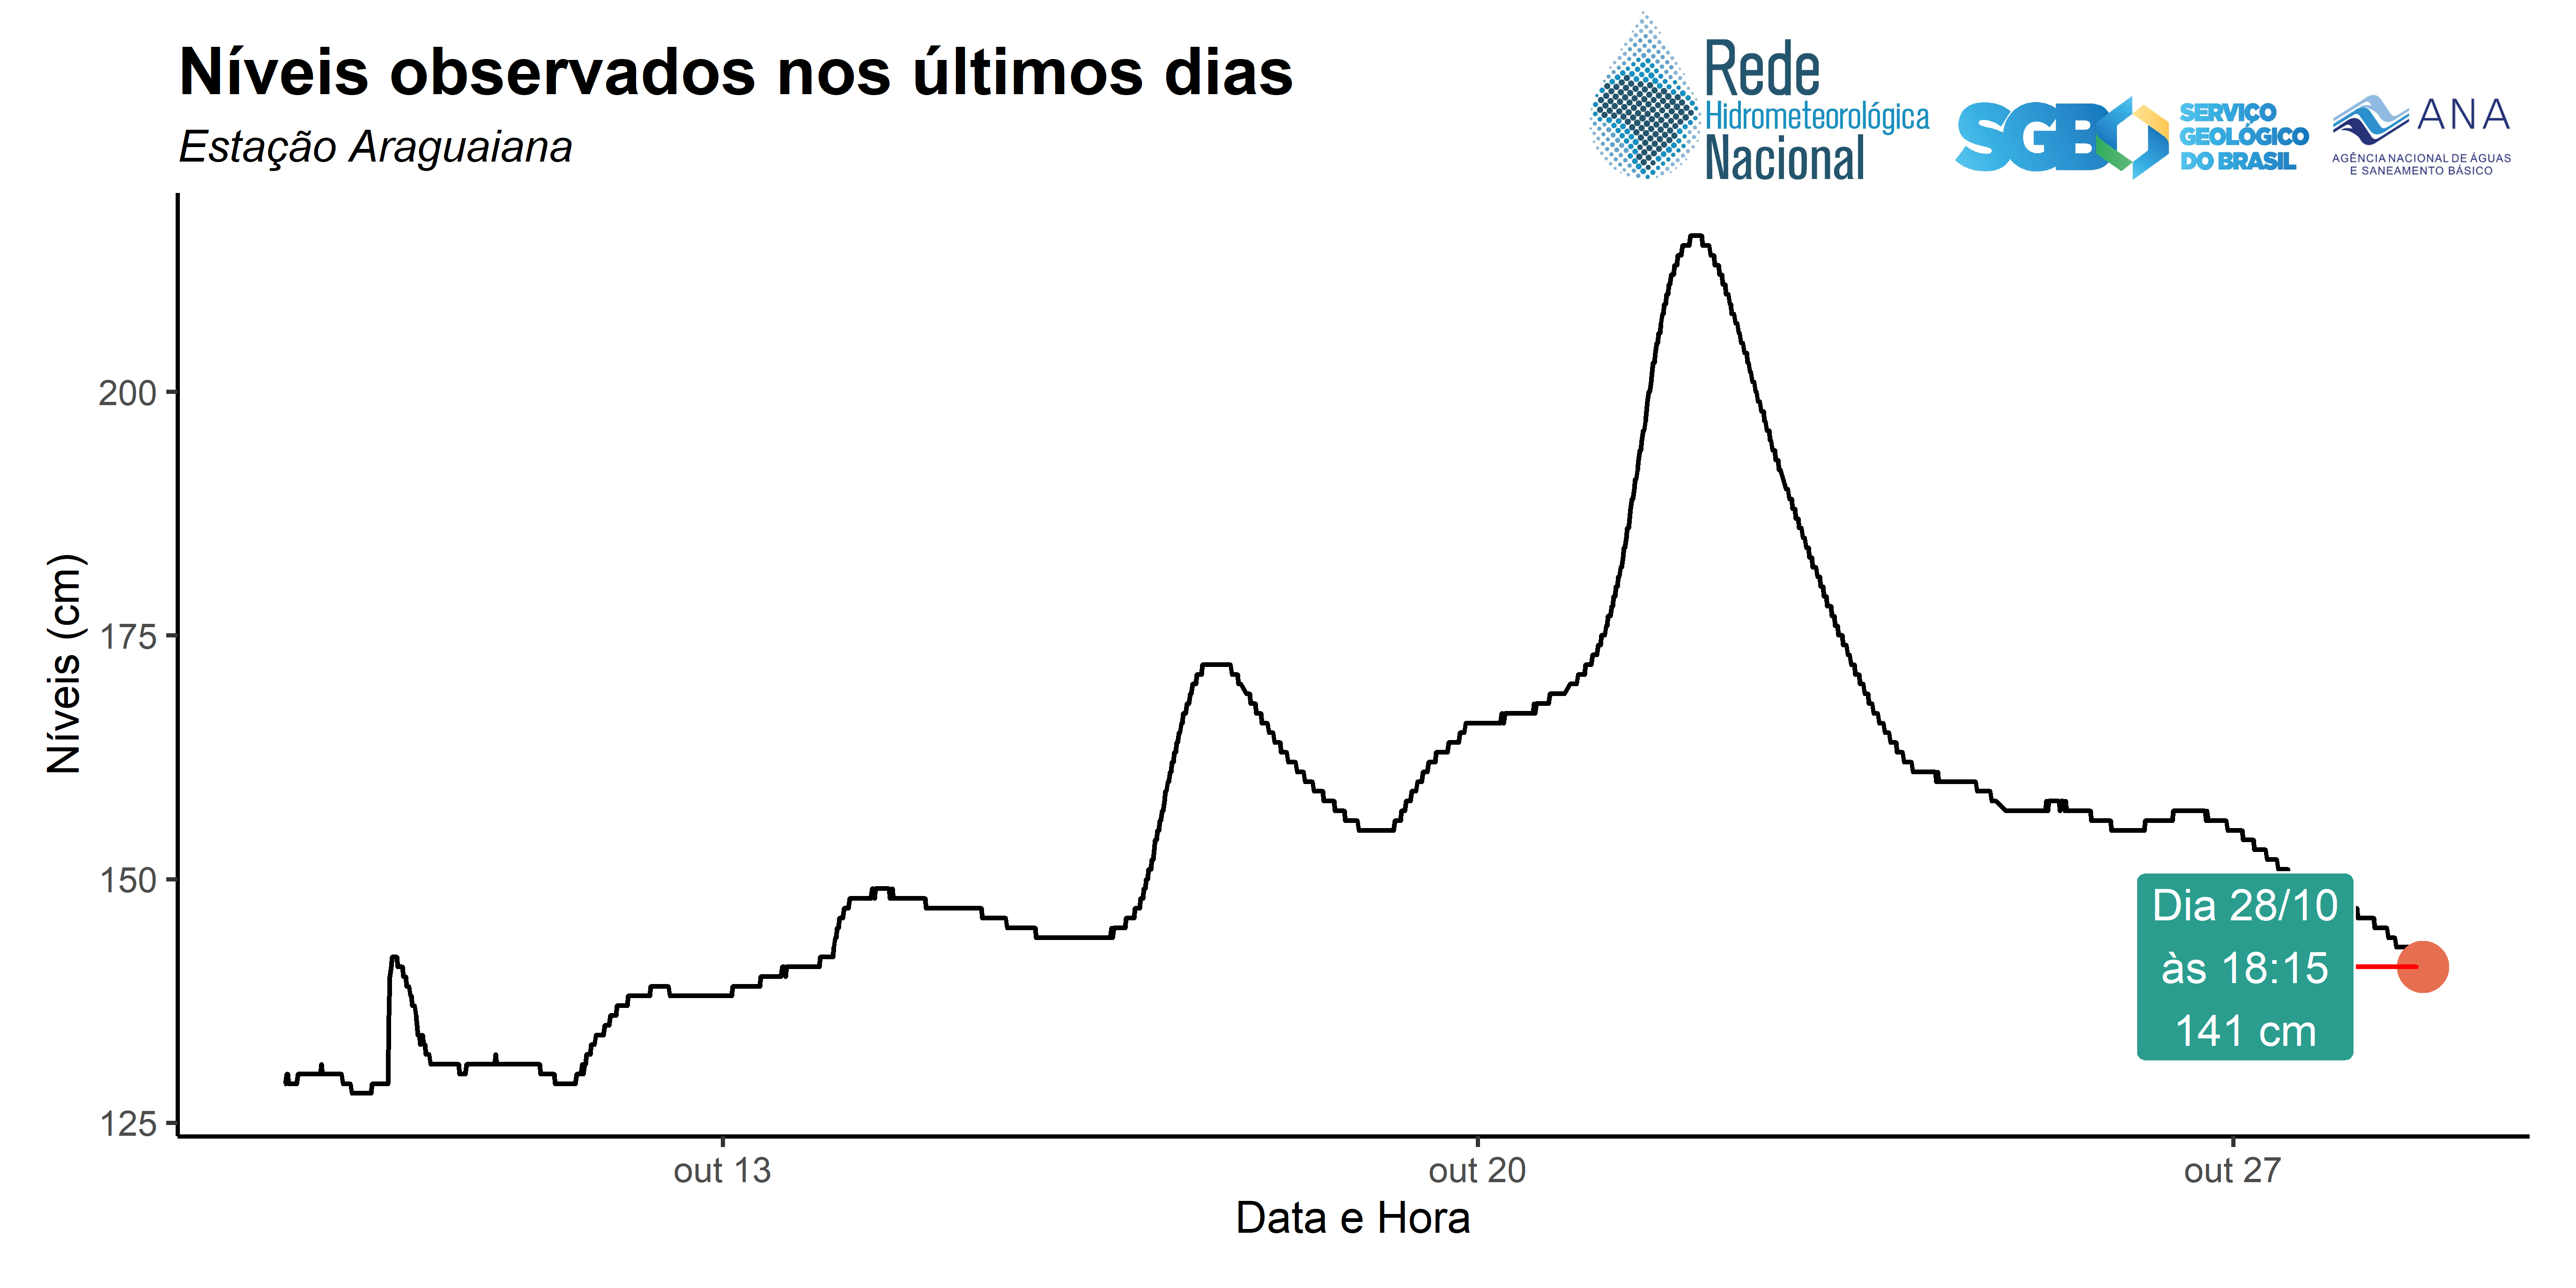 Níveis observados nos últimos dias
Estação Araguaiana
Rede
Hidrometeorológica
Nacional
SGB
SERVIÇO
GEOLÓGICO
DO BRASIL
ANA
AGÊNCIA NACIONAL DE ÁGUAS
E SANEAMENTO BÁSICO
Níveis (cm)
200
175
150
125
Dia 28/10
às 18:15
141 cm
out 13
out 20
out 27
Data e Hora